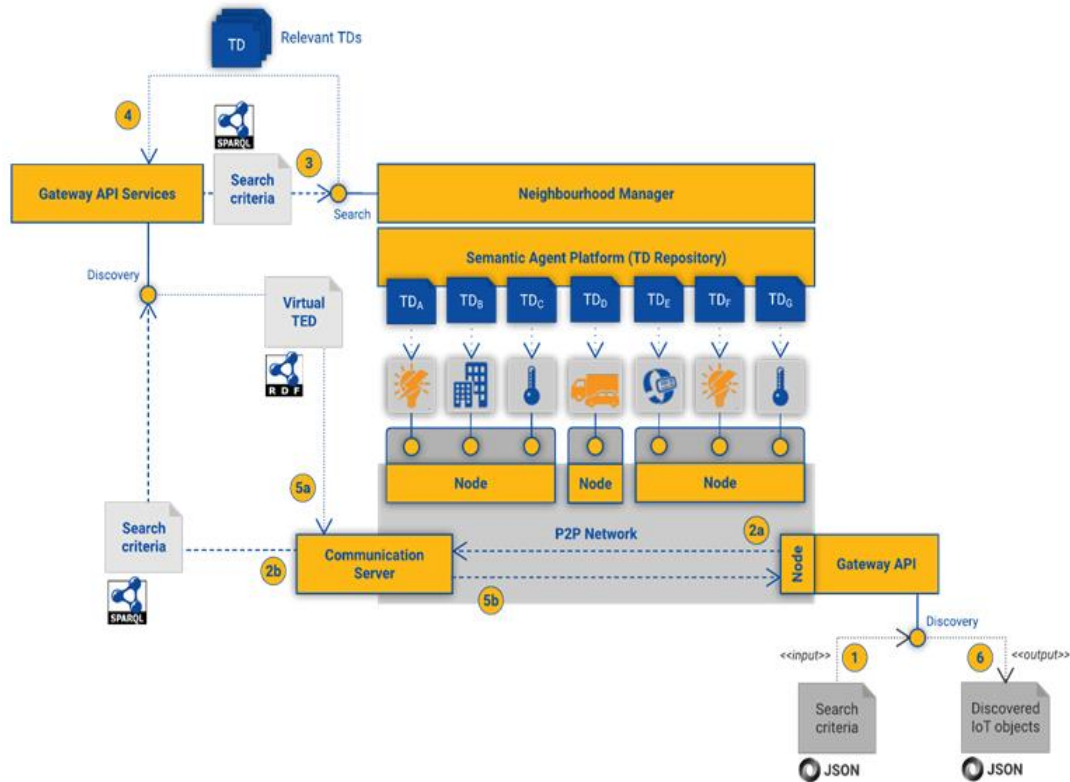 TD
Relevant TDs
4
SPARQL
3
Gateway API Services
Search
criteria
Search
Neighbourhood Manager
Semantic Agent Platform (TD Repository)
Discovery
Virtual
TED
RDF
TDA
TDB
TDC
TDD
TDE
TDF
TDG
Node
Node
Node
5a
P2P Network
2a
Search
criteria
SPARQL
2b
Communication
Server
5b
Node
Gateway API
Discovery
<<input>>
1
6
<<output>>
Search
criteria
JSON
Discovered
IoT objects
JSON